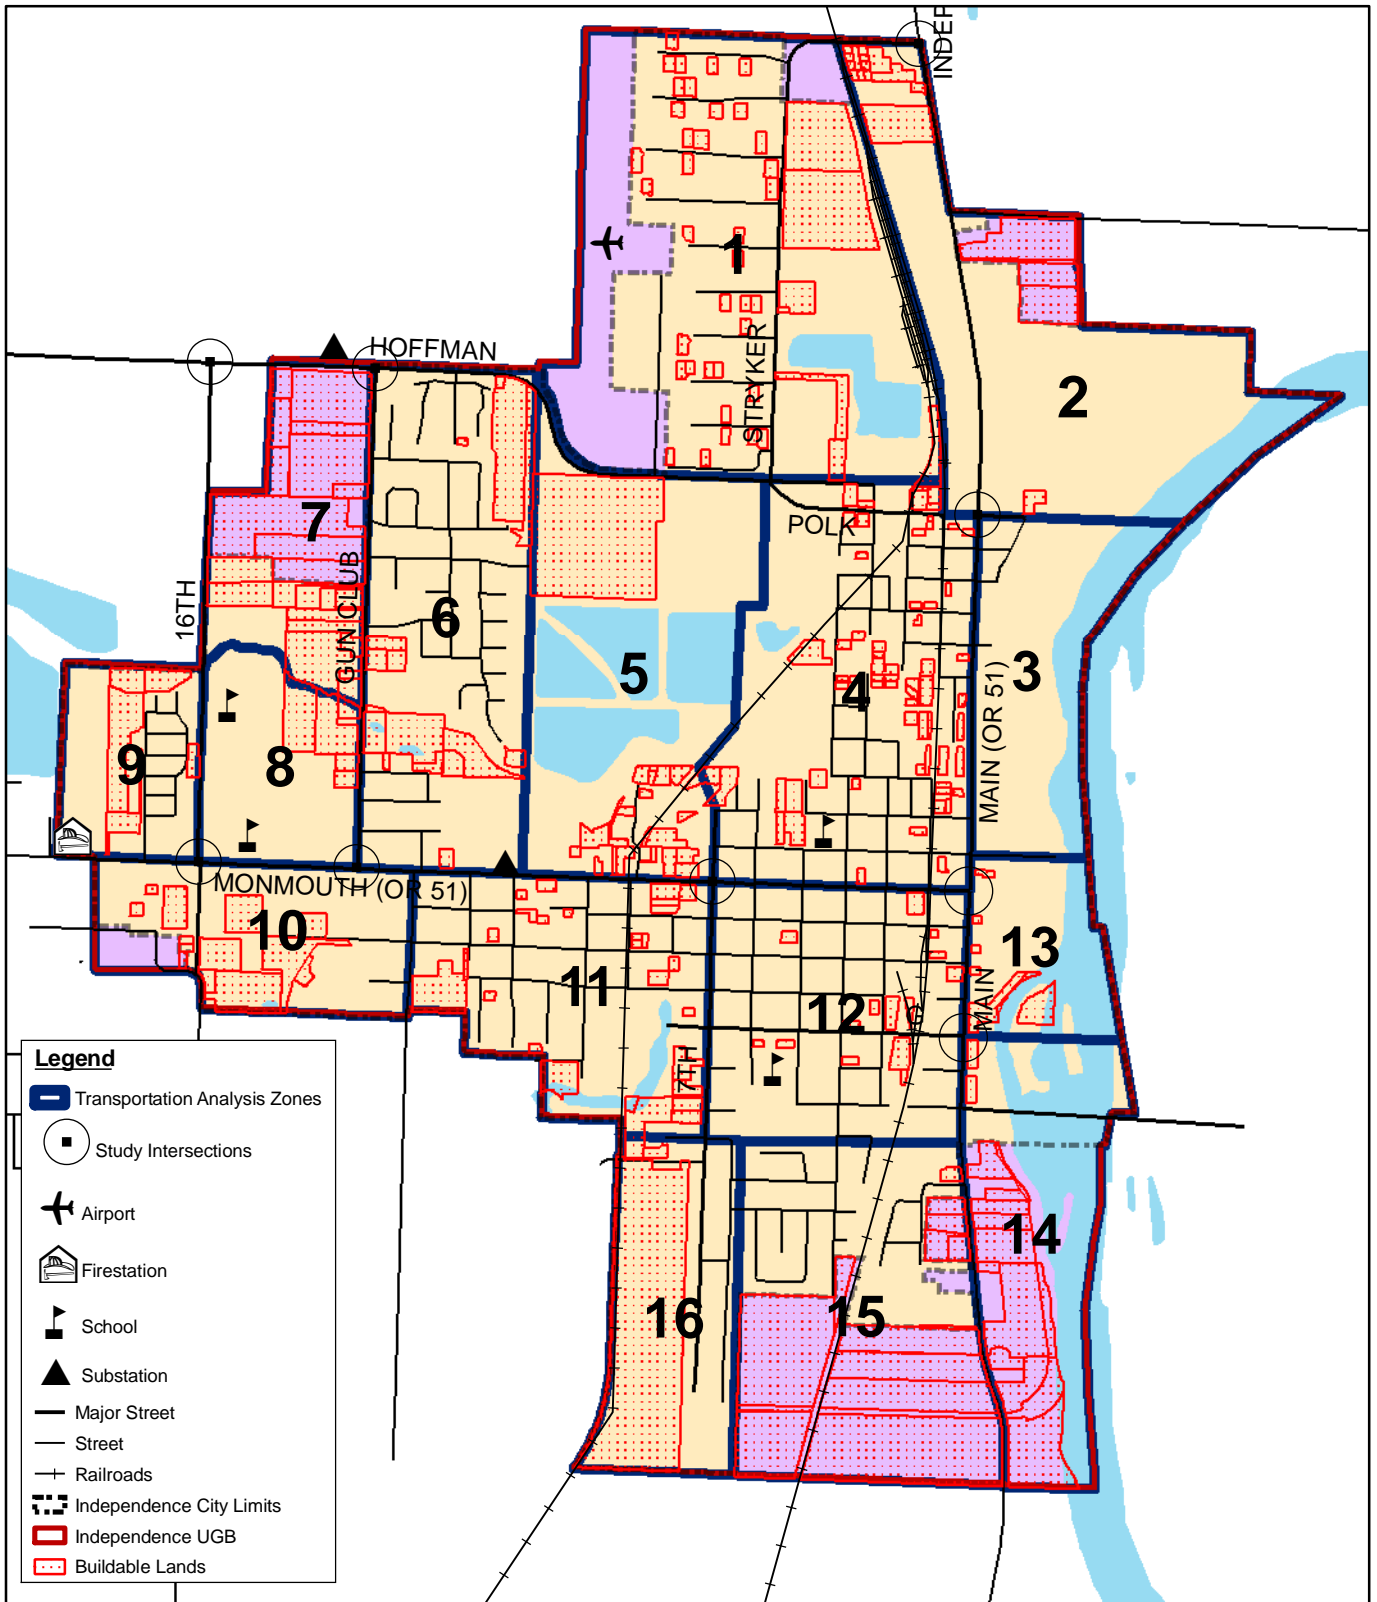 INDEP
1
HOFFMAN
STRYKER
2
7
POLK
GUN CLUB
16TH
6
5
3
4
MAIN (OR 51)
9
8
MONMOUTH (OR 51)
10
13
11
12
MAIN
G
7TH
14
16
15
Legend
Transportation Analysis Zones
Study Intersections
Airport
Firestation
School
Substation
Major Street
Street
Railroads
Independence City Limits
Independence UGB
Buildable Lands